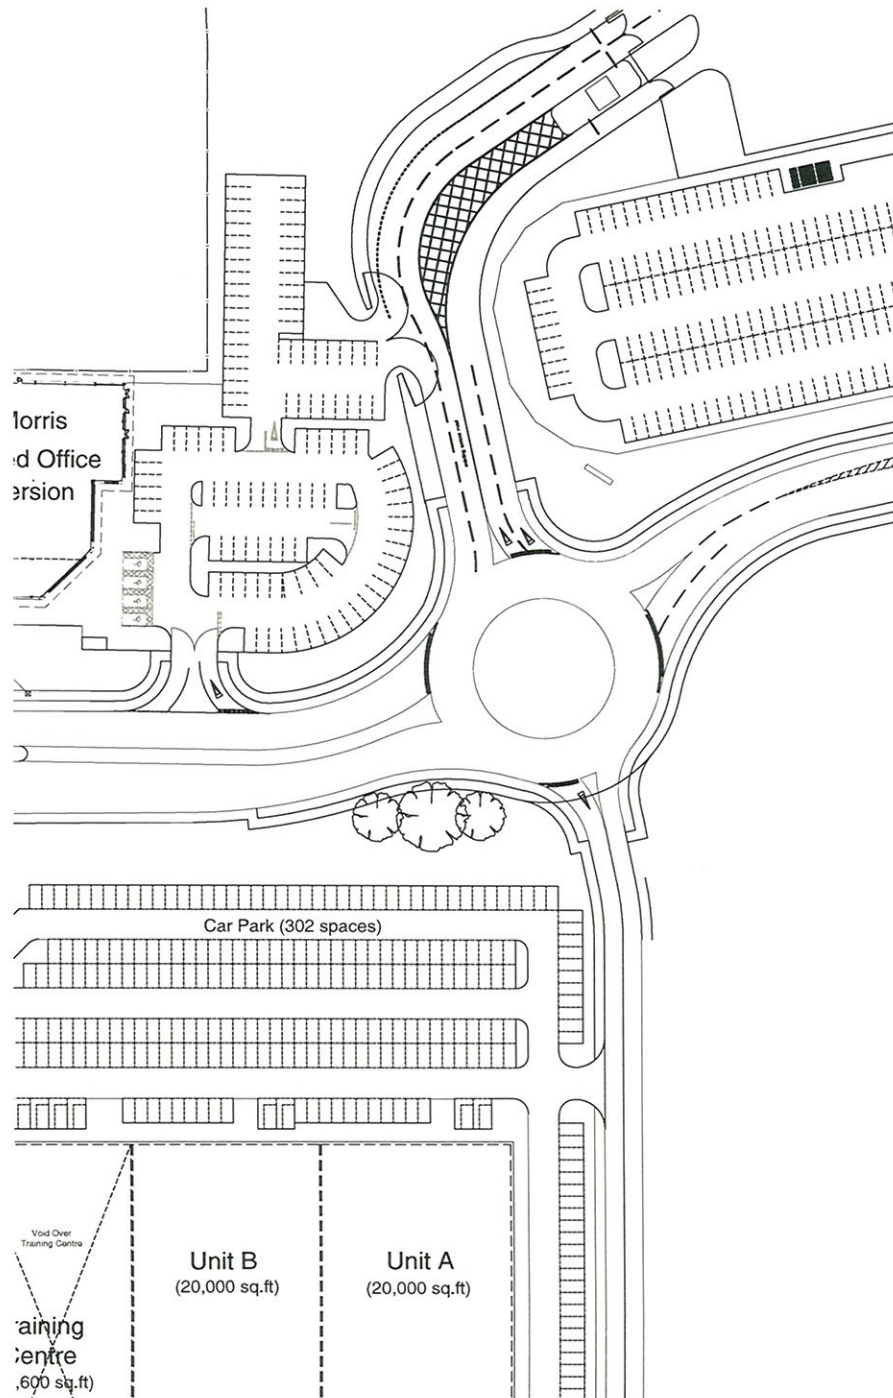 lorris
ed Office
ersion
Car Park (302 spaces)
Void Over
Training Centre
Unit B
(20,000 sq.ft)
Unit A
(20,000 sq.ft)
raining
Centre
,600 sq.ft)